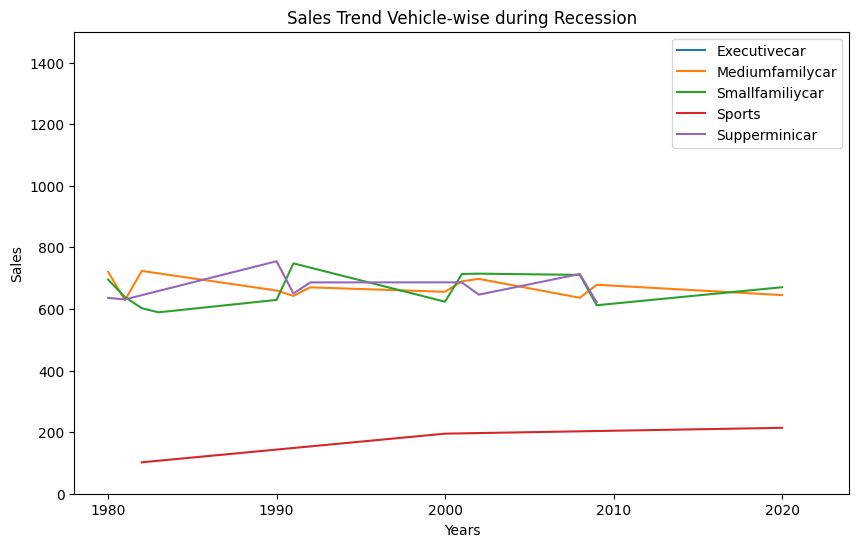 Sales Trend Vehicle-wise during Recession
Executivecar
Mediumfamilycar
Smallfamiliycar
Sports
Supperminicar
Sales
1400
1200
1000
800
600
400
200
0
1980
1990
2000
2010
2020
Years